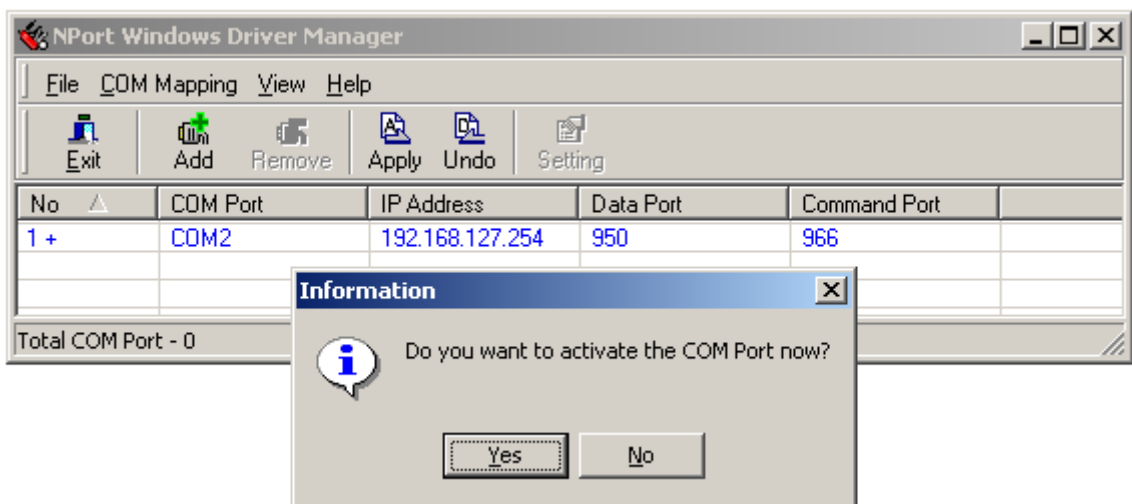 NPort Windows Driver Manager
File COM Mapping View Help
Exit Add Remove Apply Undo Setting
No COM Port IP Address Data Port Command Port
1 + COM2 192.168.127.254 950 966
Information
Total COM Port - 0
Do you want to activate the COM Port now?
Yes No